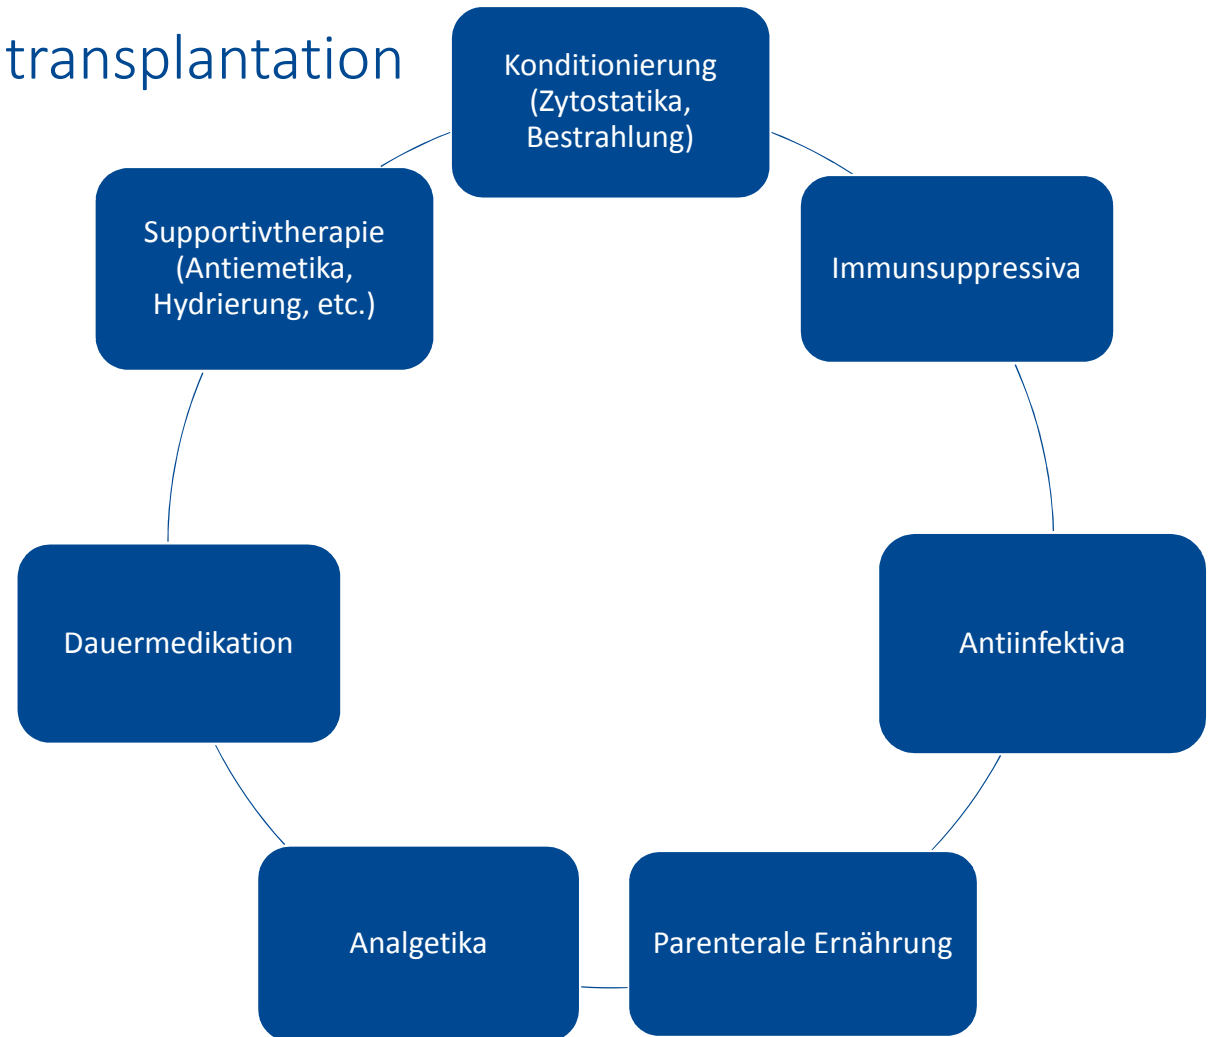 transplantation
Konditionierung
(Zytostatika,
Bestrahlung)
Immunsuppressiva
Antiinfektiva
Parenterale Ernährung
Analgetika
Dauermedikation
Supportivtherapie
(Antiemetika,
Hydrierung, etc.)